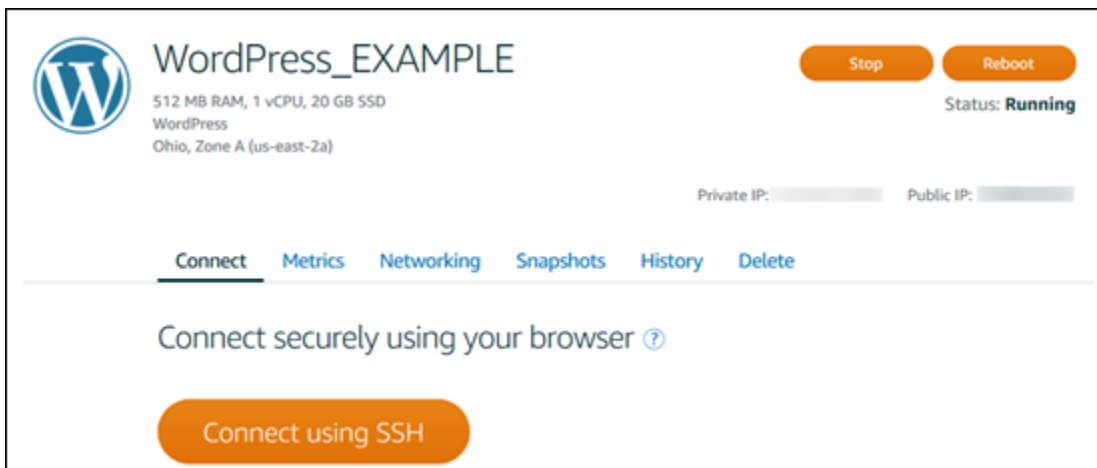 WordPress_EXAMPLE
Stop
Reboot
512 MB RAM, 1 vCPU, 20 GB SSD
Status: Running
WordPress
Ohio, Zone A (us-east-2a)
Private IP:
Public IP:
Connect
Metrics
Networking
Snapshots
History
Delete
Connect securely using your browser ?
Connect using SSH